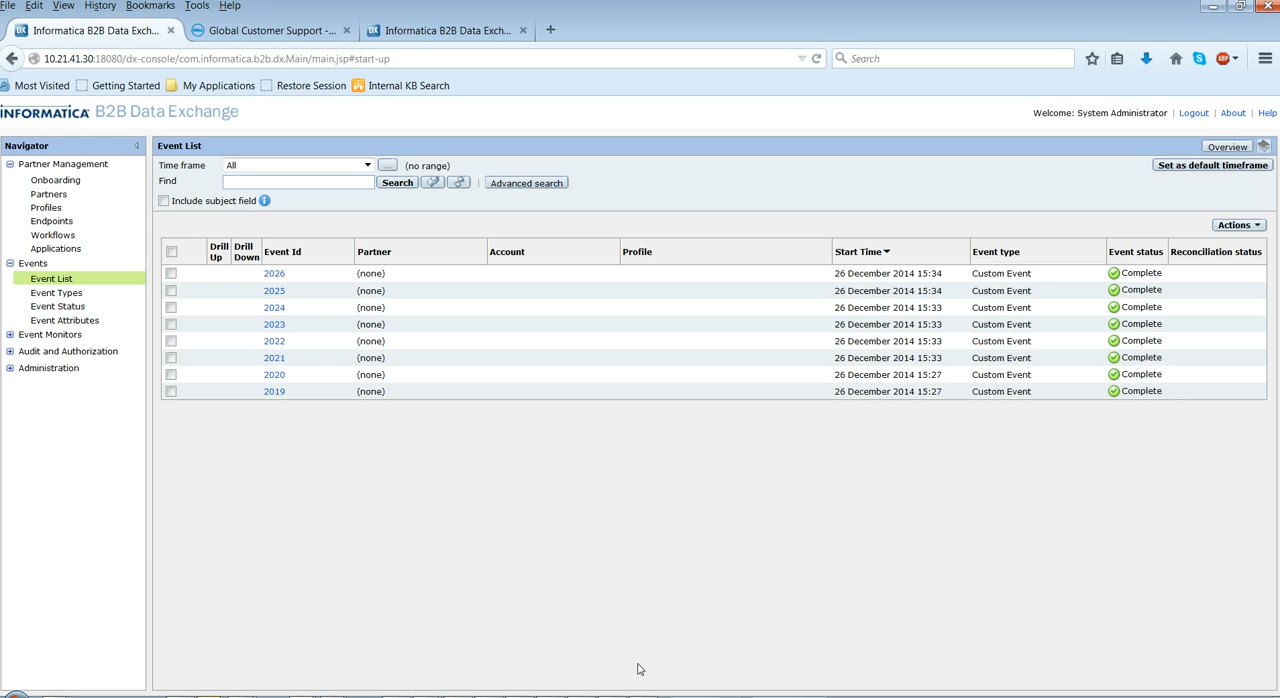 File Edit View History Bookmarks Tools Help
Informatica B2B Data Exch... Global Customer Support -... Informatica B2B Data Exch...
10.21.41.30:18080/dx-console/com.informatica.b2b.dx.Main/main.jsp#start-up Search
Most Visited Getting Started My Applications Restore Session Internal KB Search
INFORMATICA B2B Data Exchange
Welcome: System Administrator | Logout | About | Help
Navigator
Partner Management
Onboarding
Partners
Profiles
Endpoints
Workflows
Applications
Events
Event List
Event Types
Event Status
Event Attributes
Event Monitors
Audit and Authorization
Administration
Event List Overview
Time frame All ... (no range) Set as default timeframe
Find Search | Advanced search
Include subject field
Actions
Drill Up Drill Down Event Id Partner Account Profile Start Time Event type Event status Reconciliation status
2026 (none) 26 December 2014 15:34 Custom Event Complete
2025 (none) 26 December 2014 15:34 Custom Event Complete
2024 (none) 26 December 2014 15:33 Custom Event Complete
2023 (none) 26 December 2014 15:33 Custom Event Complete
2022 (none) 26 December 2014 15:33 Custom Event Complete
2021 (none) 26 December 2014 15:33 Custom Event Complete
2020 (none) 26 December 2014 15:27 Custom Event Complete
2019 (none) 26 December 2014 15:27 Custom Event Complete